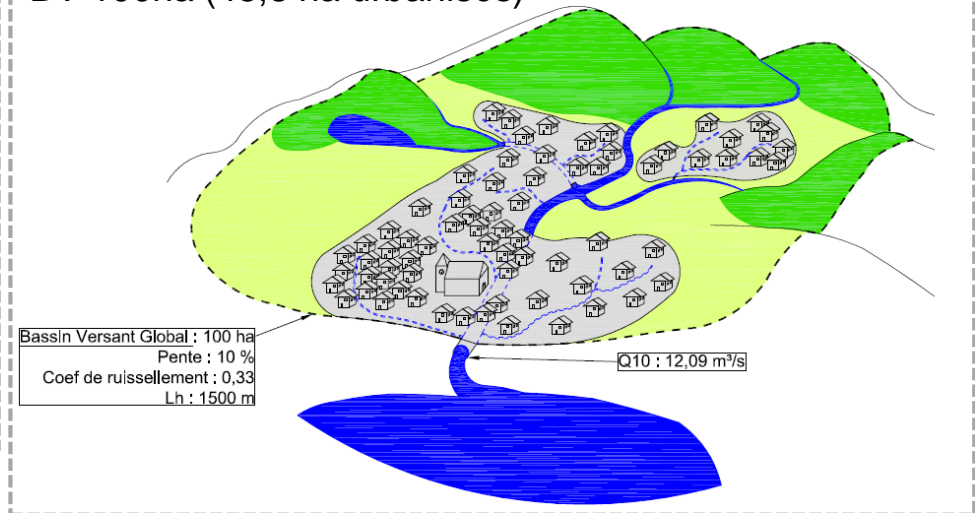 Bassin Versant Global : 100 ha
Pente : 10 %
Coef de ruissellement : 0,33
Lh : 1500 m
Q10 : 12,09 m³/s